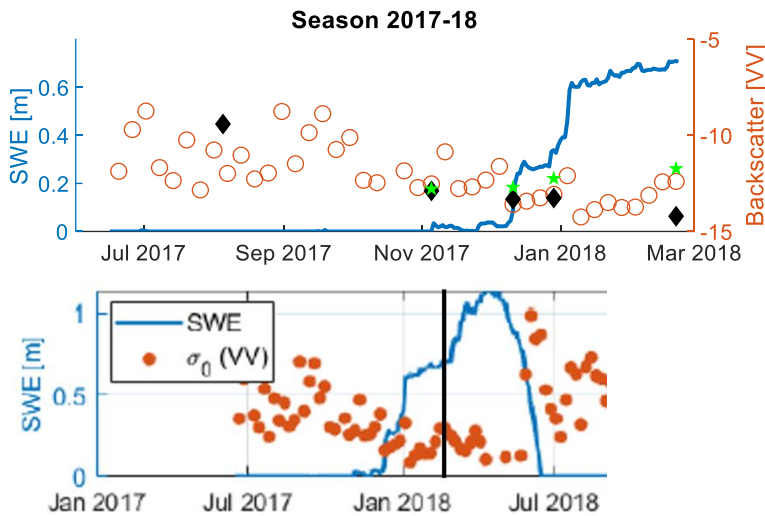 Season 2017-18
SWE [m]
0.6
0.4
0.2
0
-5
-10
-15
Backscatter [VV]
Jul 2017 Sep 2017 Nov 2017 Jan 2018 Mar 2018
SWE [m]
1
0.5
0
SWE
σ₀ (VV)
Jan 2017 Jul 2017 Jan 2018 Jul 2018